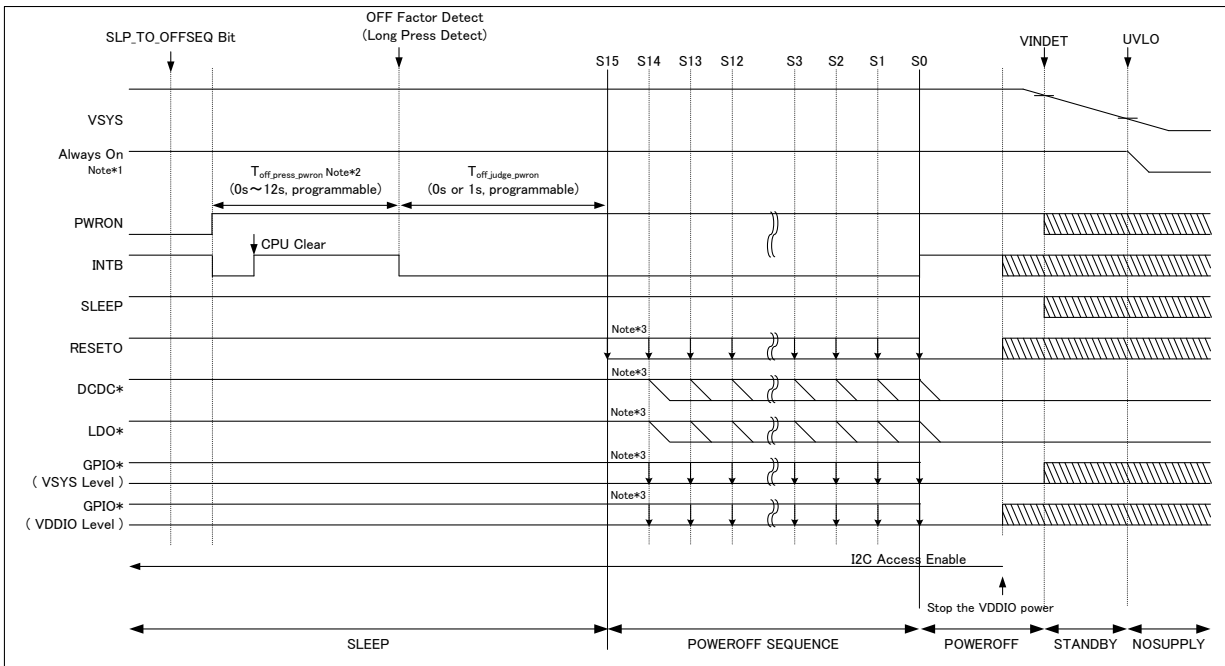 OFF Factor Detect
(Long Press Detect)
SLP_TO_OFFSEQ Bit
VINDET
UVLO
S15 S14 S13 S12 S3 S2 S1 S0
VSYS
Always On
Note*1
Toff_press_pwron Note*2
(0s～12s, programmable)
Toff_judge_pwron
(0s or 1s, programmable)
PWRON
CPU Clear
INTB
SLEEP
Note*3
RESETO
Note*3
DCDC*
Note*3
LDO*
Note*3
GPIO*
( VSYS Level )
Note*3
GPIO*
( VDDIO Level )
I2C Access Enable
Stop the VDDIO power
SLEEP POWEROFF SEQUENCE POWEROFF STANDBY NOSUPPLY